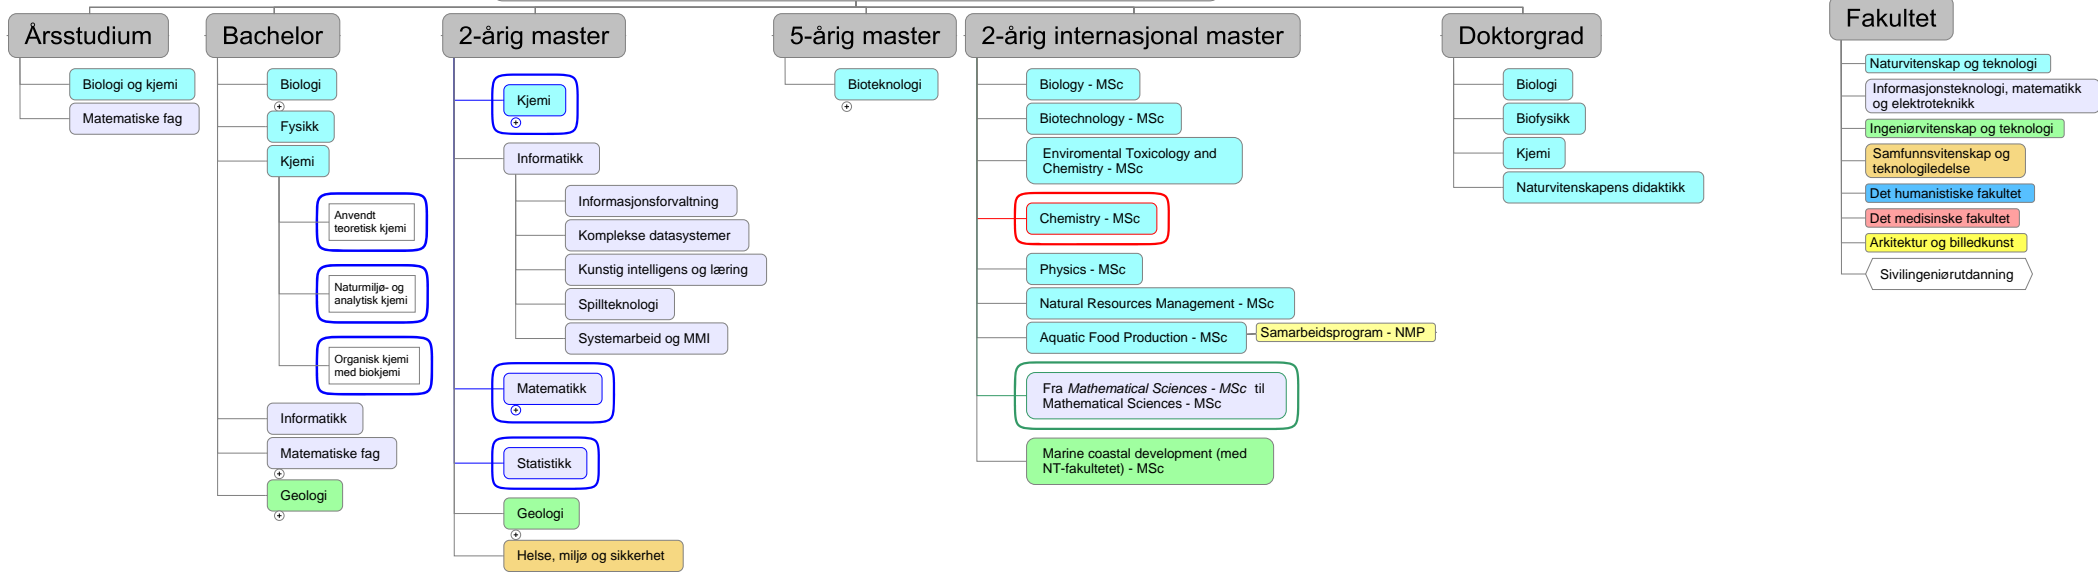 Årsstudium
Biologi og kjemi
Matematiske fag
Bachelor
Biologi
Fysikk
Kjemi
Anvendt
teoretisk kjemi
Naturmiljø- og
analytisk kjemi
Organisk kjemi
med biokjemi
Informatikk
Matematiske fag
Geologi
2-årig master
Kjemi
Informatikk
Informasjonsforvaltning
Komplekse datasystemer
Kunstig intelligens og læring
Spillteknologi
Systemarbeid og MMI
Matematikk
Statistikk
Geologi
Helse, miljø og sikkerhet
5-årig master
Bioteknologi
2-årig internasjonal master
Biology - MSc
Biotechnology - MSc
Enviromental Toxicology and
Chemistry - MSc
Chemistry - MSc
Physics - MSc
Natural Resources Management - MSc
Aquatic Food Production - MSc
Samarbeidsprogram - NMP
Fra Mathematical Sciences - MSc til
Mathematical Sciences - MSc
Marine coastal development (med
NT-fakultetet) - MSc
Doktorgrad
Biologi
Biofysikk
Kjemi
Naturvitenskapens didaktikk
Fakultet
Naturvitenskap og teknologi
Informasjonsteknologi, matematikk
og elektroteknikk
Ingeniørvitenskap og teknologi
Samfunnsvitenskap og
teknologiledelse
Det humanistiske fakultet
Det medisinske fakultet
Arkitektur og billedkunst
Sivilingeniørutdanning